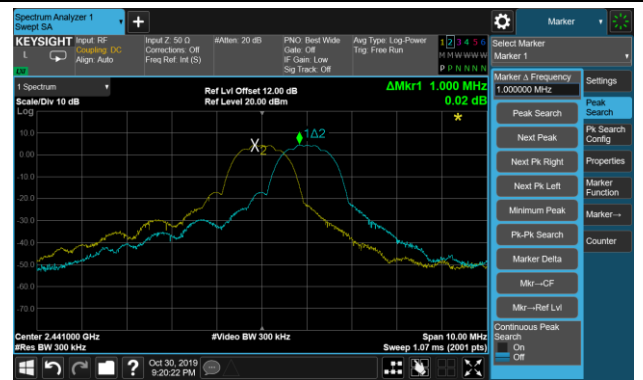 Spectrum Analyzer 1
Swept SA
+
Marker
KEYSIGHT Input: RF Input Z: 50 Ω #Atten: 20 dB PNO: Best Wide Avg Type: Log-Power 1 2 3 4 5 6
L Coupling: DC Corrections: Off Gate: Off Trig: Free Run M M W W W W
Align: Auto Freq Ref: Int (S) IF Gain: Low
Sig Track: Off P P N N N N
Select Marker
Marker 1
1 Spectrum
Ref Lvl Offset 12.00 dB ΔMkr1 1.000 MHz
Scale/Div 10 dB Ref Level 20.00 dBm 0.02 dB
Log
10.0
0.00
-10.0
-20.0
-30.0
-40.0
-50.0
-60.0
-70.0
X2
1Δ2
*
Center 2.441000 GHz #Video BW 300 kHz Span 10.00 MHz
#Res BW 300 kHz Sweep 1.07 ms (2001 pts)
Marker Δ Frequency
1.000000 MHz
Peak Search
Next Peak
Next Pk Right
Next Pk Left
Minimum Peak
Pk-Pk Search
Marker Delta
Mkr→CF
Mkr→Ref Lvl
Continuous Peak
Search
On
Off
Settings
Peak
Search
Pk Search
Config
Properties
Marker
Function
Marker→
Counter
?
Oct 30, 2019
9:20:22 PM